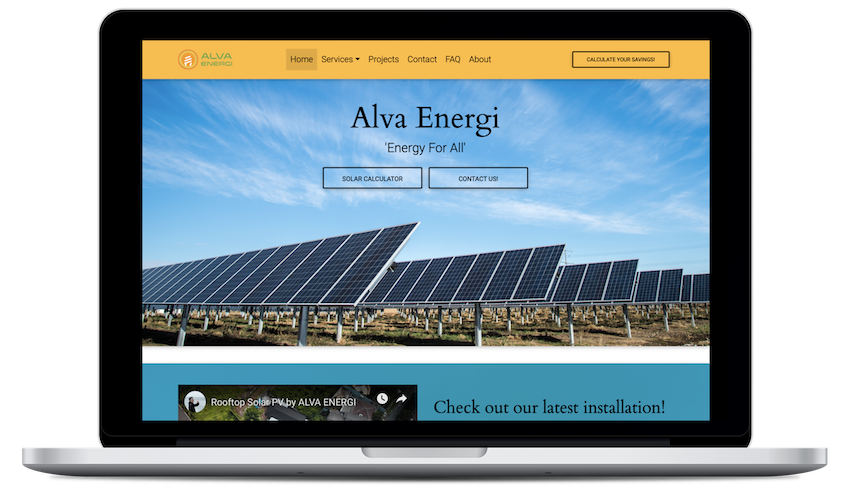 ALVA
ENERGI
Home Services Projects Contact FAQ About
CALCULATE YOUR SAVINGS!
Alva Energi
'Energy For All'
SOLAR CALCULATOR CONTACT US!
Rooftop Solar PV by ALVA ENERGI
Check out our latest installation!